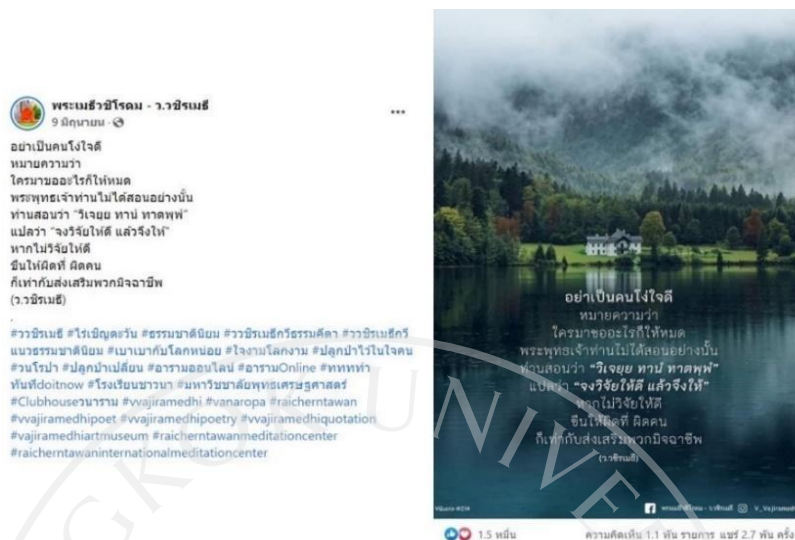 พระเมธีวชิโรดม - ว.วชิรเมธี
9 มิถุนายน
อย่าเป็นคนโง่ใจดี
หมายความว่า
ใครมาขออะไรก็ให้หมด
พระพุทธเจ้าท่านไม่ได้สอนอย่างนั้น
ท่านสอนว่า “วิเจยฺย ทานํ ทาตพฺพํ”
แปลว่า “จงวิจัยให้ดี แล้วจึงให้”
หากไม่วิจัยให้ดี
ขืนให้ผิดที่ ผิดคน
ก็เท่ากับส่งเสริมพวกมิจฉาชีพ
(ว.วชิรเมธี)
.
#ววชิรเมธี #ไร่เชิญตะวัน #ธรรมชาตินิยม #ววชิรเมธีกวีธรรมคีตา #ววชิรเมธีกวี
แนวธรรมชาตินิยม #เบาเบากับโลกหน่อย #ใจงามโลกงาม #ปลูกป่าไว้ในใจคน
#วนโรปา #ปลูกป่าเปลี่ยน #อารามออนไลน์ #อารามOnline #ททททำ
ทันทีdoitnow #โรงเรียนชาวนา #มหาวิชชาลัยพุทธเศรษฐศาสตร์
#Clubhouseวนาราม #vvajiramedhi #vanaropa #raicherntawan
#vvajiramedhipoet #vvajiramedhipoetry #vvajiramedhiquotation
#vajiramedhiartmuseum #raicherntawanmeditationcenter
#raicherntawaninternationalmeditationcenter
อย่าเป็นคนโง่ใจดี
หมายความว่า
ใครมาขออะไรก็ให้หมด
พระพุทธเจ้าท่านไม่ได้สอนอย่างนั้น
ท่านสอนว่า “วิเจยฺย ทานํ ทาตพฺพํ”
แปลว่า “จงวิจัยให้ดี แล้วจึงให้”
หากไม่วิจัยให้ดี
ขืนให้ผิดที่ ผิดคน
ก็เท่ากับส่งเสริมพวกมิจฉาชีพ
(ว.วชิรเมธี)
พระเมธีวชิโรดม - ว.วชิรเมธี V_Vajiramedhi
1.5 หมื่น ความคิดเห็น 1.1 พัน รายการ แชร์ 2.7 พัน ครั้ง